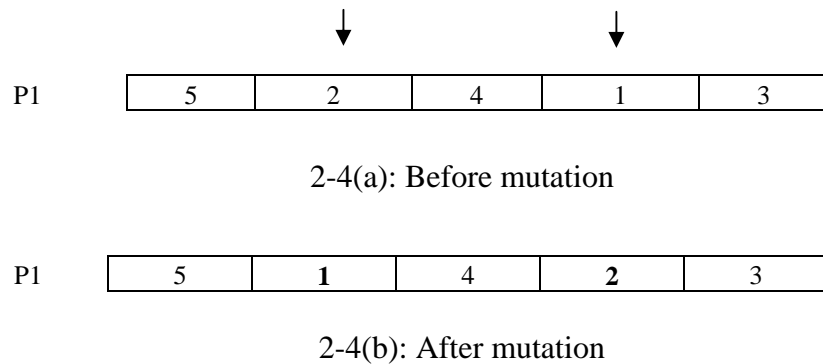 P1 5 2 4 1 3
2-4(a): Before mutation
P1 5 1 4 2 3
2-4(b): After mutation